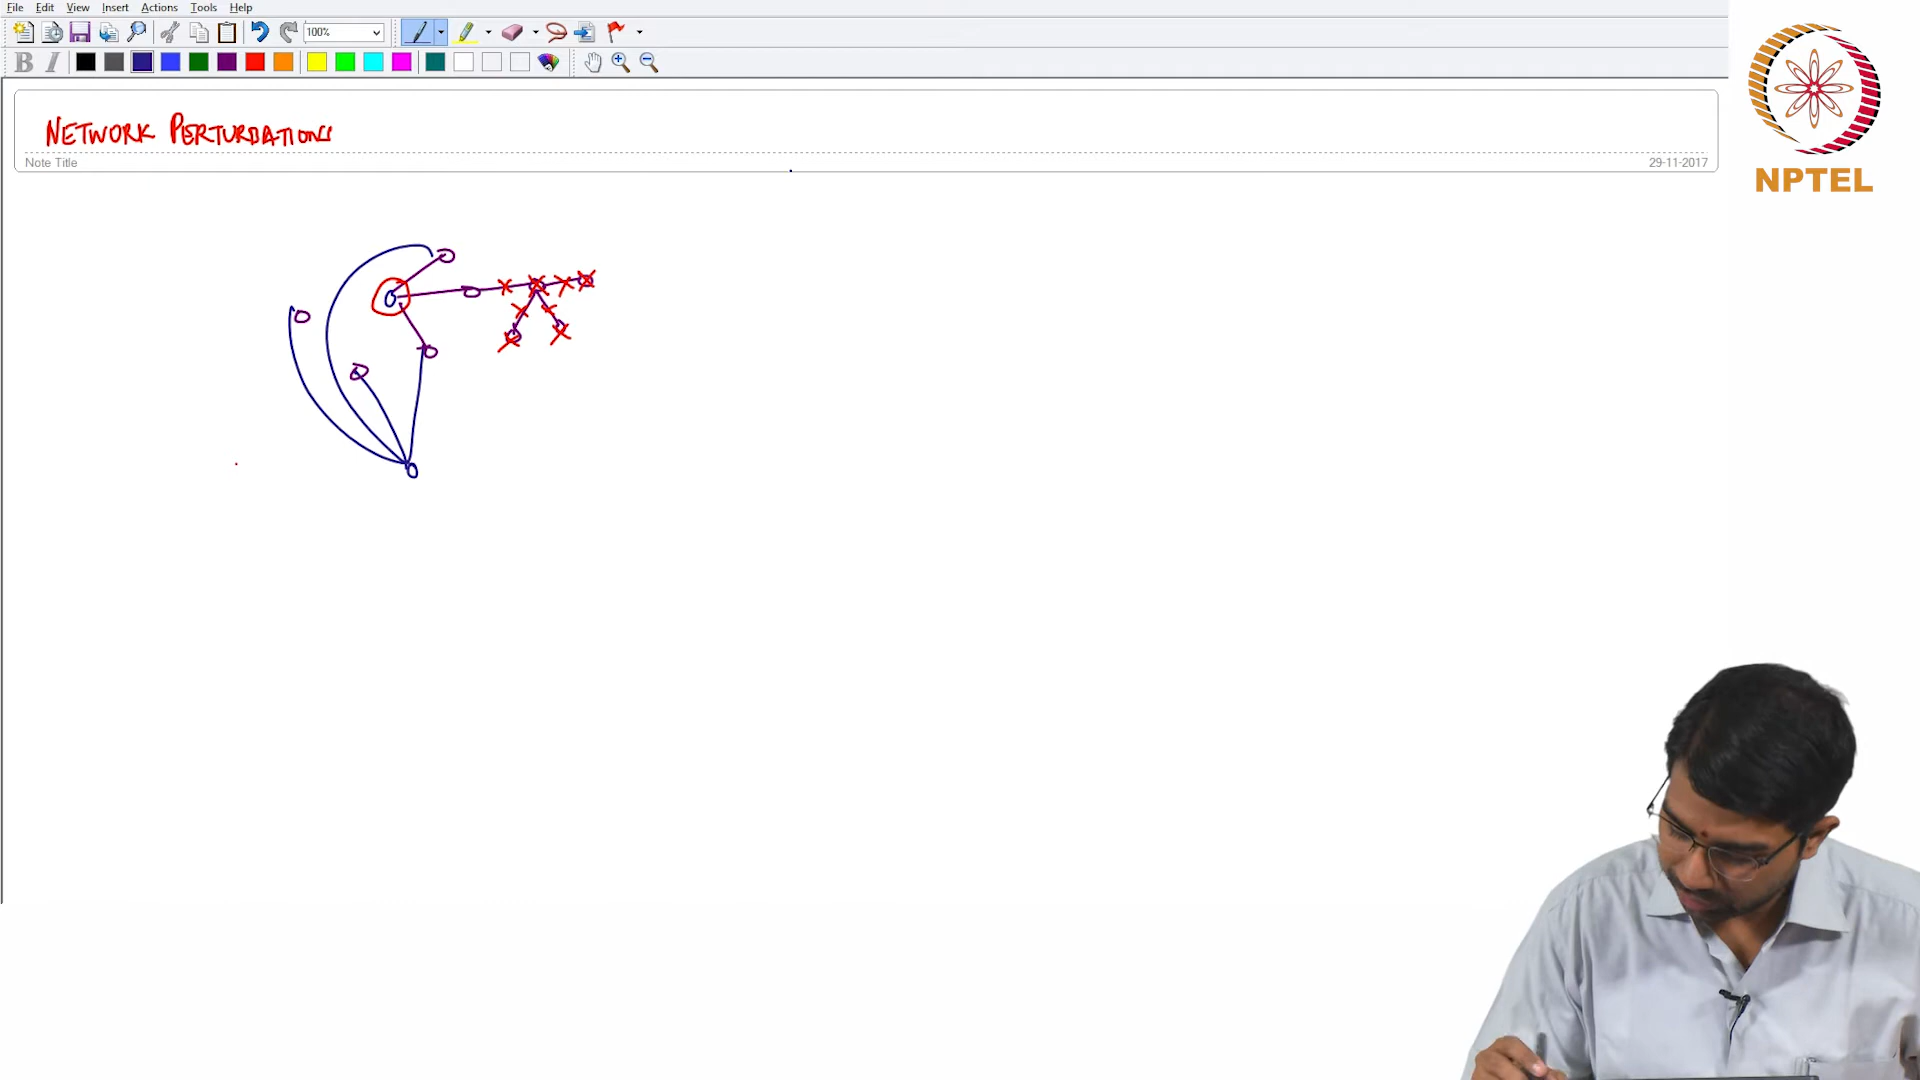 File Edit View Insert Actions Tools Help
100%
B I
NETWORK PERTURBATIONS
Note Title
29-11-2017
NPTEL